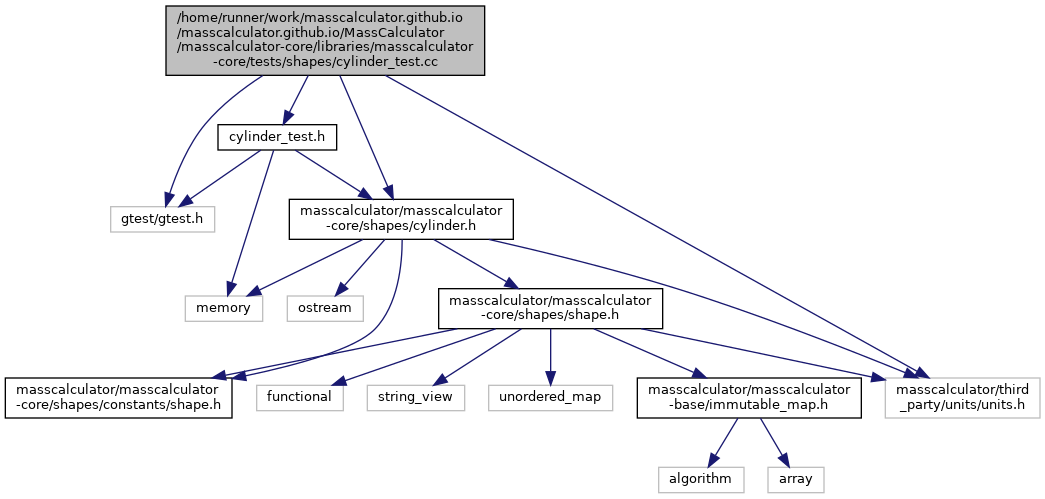 /home/runner/work/masscalculator.github.io
/masscalculator.github.io/MassCalculator
/masscalculator-core/libraries/masscalculator
-core/tests/shapes/cylinder_test.cc
cylinder_test.h
gtest/gtest.h
masscalculator/masscalculator
-core/shapes/cylinder.h
memory
ostream
masscalculator/masscalculator
-core/shapes/shape.h
masscalculator/masscalculator
-core/shapes/constants/shape.h
functional
string_view
unordered_map
masscalculator/masscalculator
-base/immutable_map.h
masscalculator/third
_party/units/units.h
algorithm
array